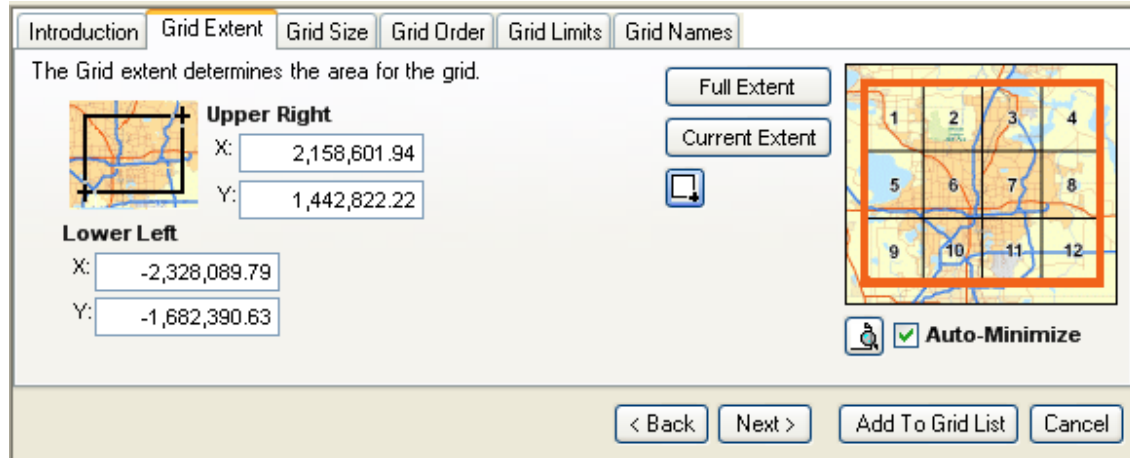 Introduction Grid Extent Grid Size Grid Order Grid Limits Grid Names
The Grid extent determines the area for the grid.
Upper Right
X: 2,158,601.94
Y: 1,442,822.22
Lower Left
X: -2,328,089.79
Y: -1,682,390.63
Full Extent
Current Extent
1 2 3 4
5 6 7 8
9 10 11 12
Auto-Minimize
< Back Next > Add To Grid List Cancel